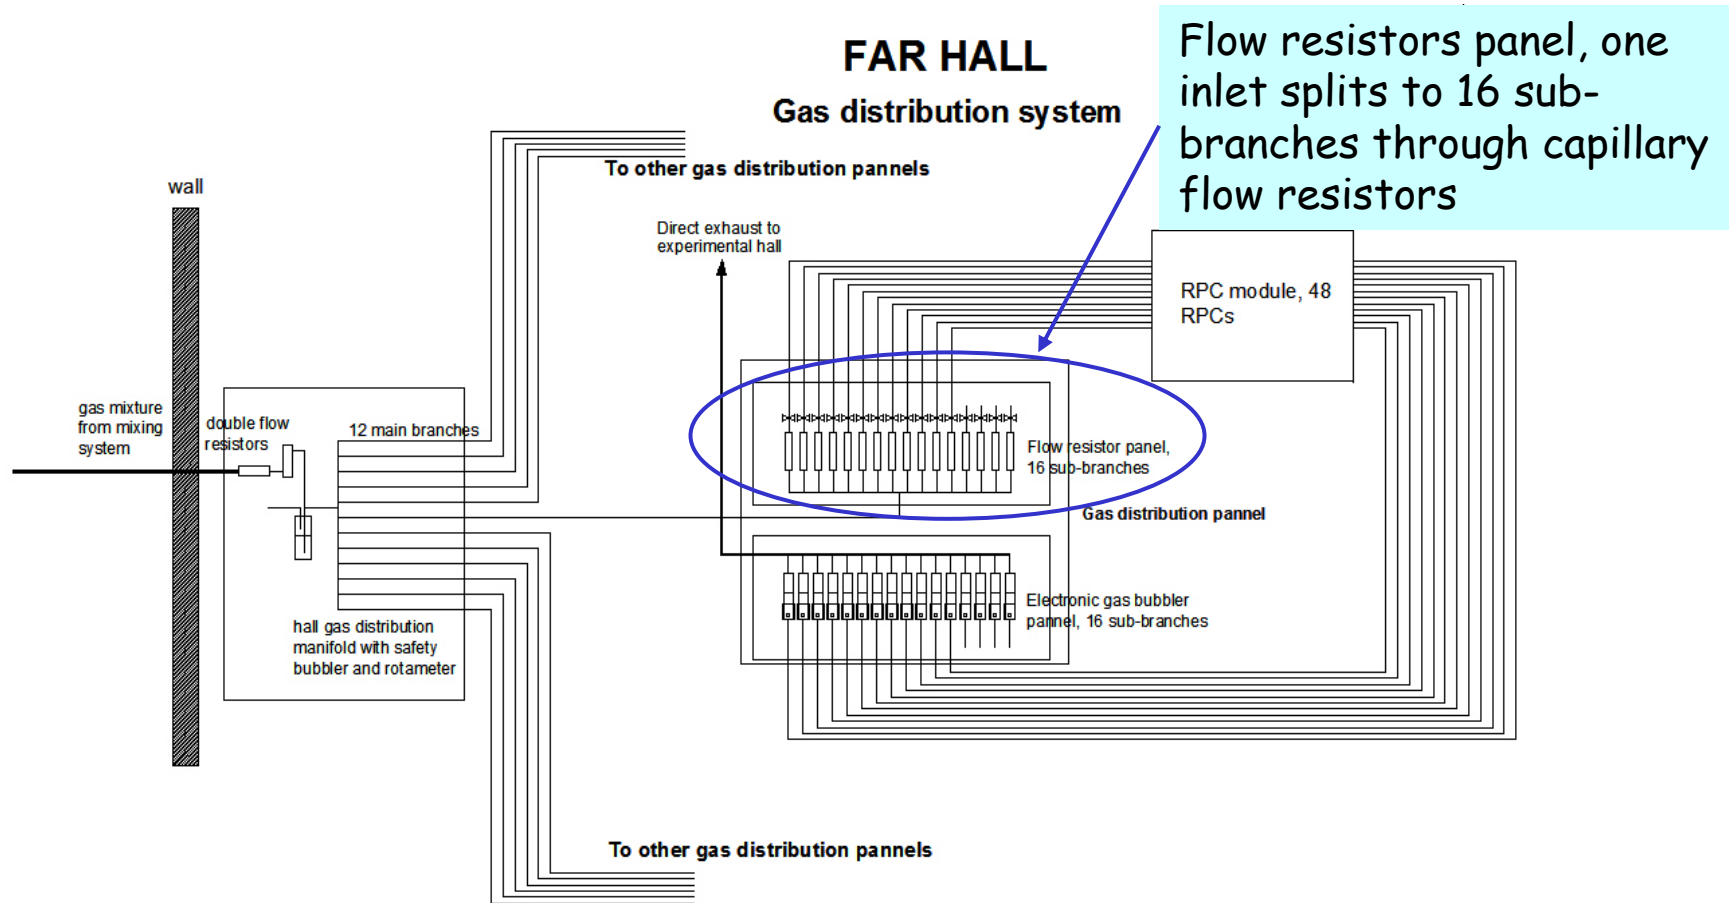 FAR HALL
Gas distribution system
Flow resistors panel, one
inlet splits to 16 sub-
branches through capillary
flow resistors
To other gas distribution pannels
wall
Direct exhaust to
experimental hall
RPC module, 48
RPCs
gas mixture
from mixing
system
double flow
resistors
12 main branches
Flow resistor panel,
16 sub-branches
Gas distribution pannel
Electronic gas bubbler
pannel, 16 sub-branches
hall gas distribution
manifold with safety
bubbler and rotameter
To other gas distribution pannels